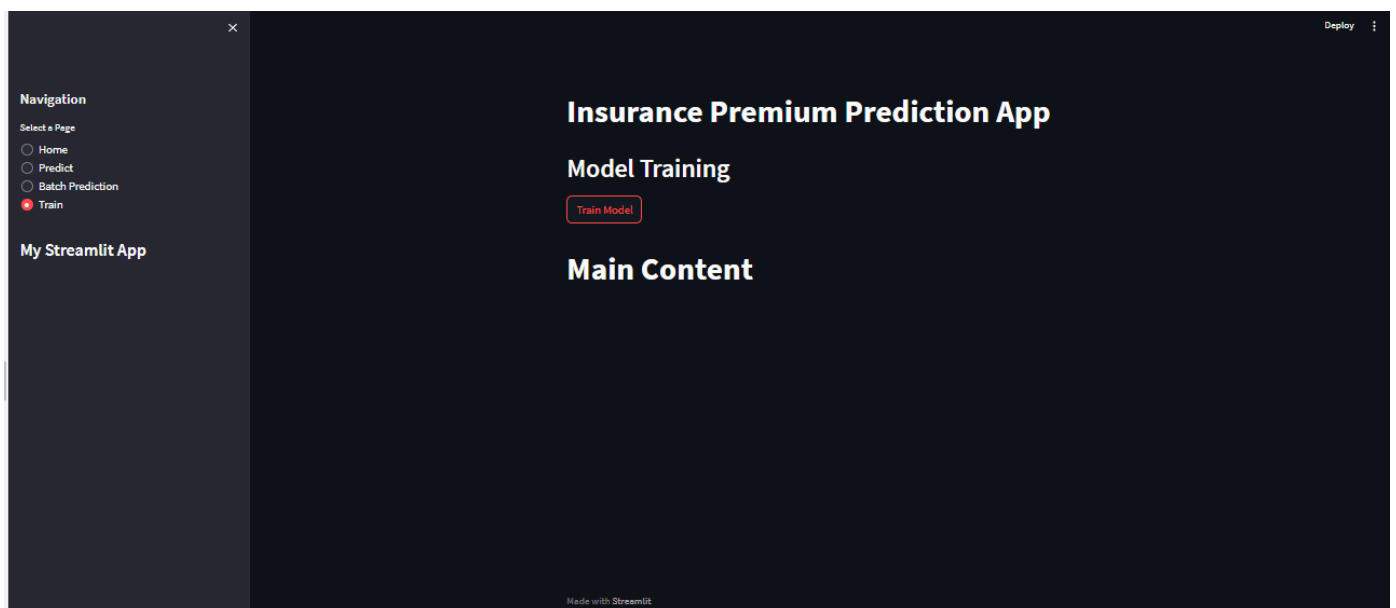 Navigation
Select a Page
Home
Predict
Batch Prediction
Train
My Streamlit App
Deploy
Insurance Premium Prediction App
Model Training
Train Model
Main Content
Made with Streamlit